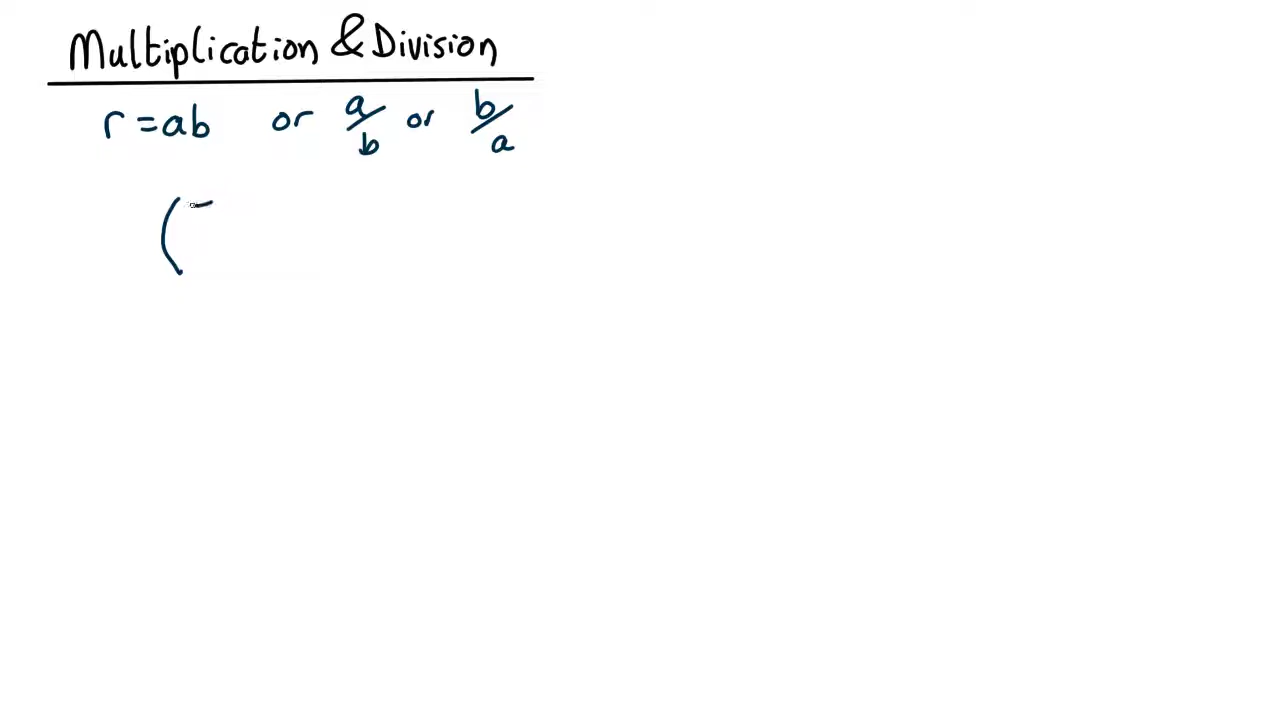 Multiplication & Division
r = ab or a/b or b/a
(